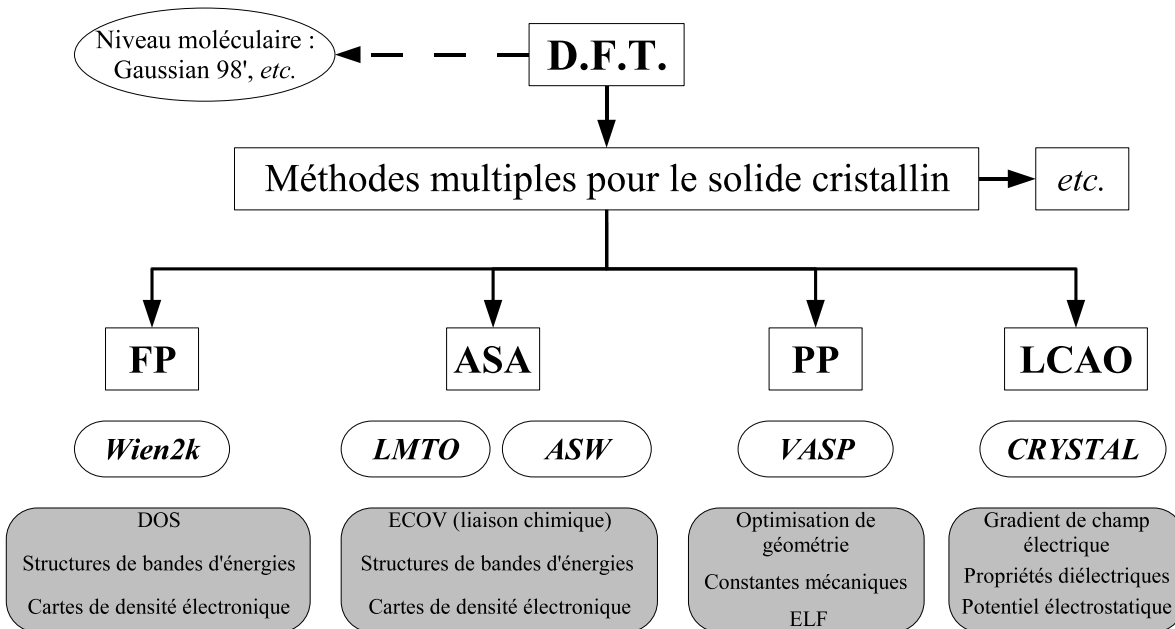 Niveau moléculaire :
Gaussian 98', etc.
D.F.T.
Méthodes multiples pour le solide cristallin
etc.
FP
ASA
PP
LCAO
Wien2k
LMTO
ASW
VASP
CRYSTAL
DOS
Structures de bandes d'énergies
Cartes de densité électronique
ECOV (liaison chimique)
Structures de bandes d'énergies
Cartes de densité électronique
Optimisation de
géométrie
Constantes mécaniques
ELF
Gradient de champ
électrique
Propriétés diélectriques
Potentiel électrostatique